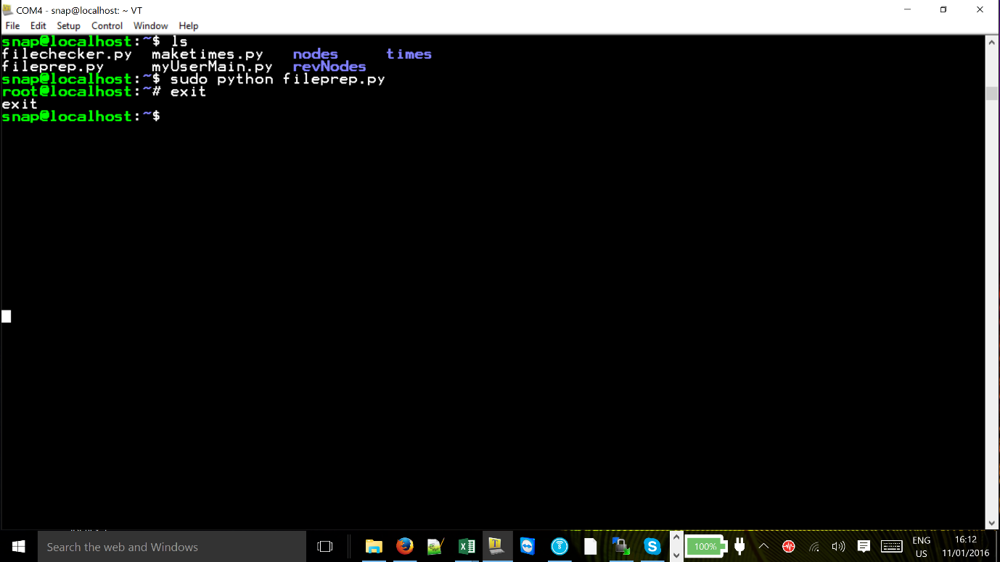 COM4 - snap@localhost: ~ VT
File Edit Setup Control Window Help
snap@localhost:~$ ls
filechecker.py maketimes.py nodes times
fileprep.py myUserMain.py revNodes
snap@localhost:~$ sudo python fileprep.py
root@localhost:~# exit
exit
snap@localhost:~$
Search the web and Windows
100%
ENG
US
16:12
11/01/2016